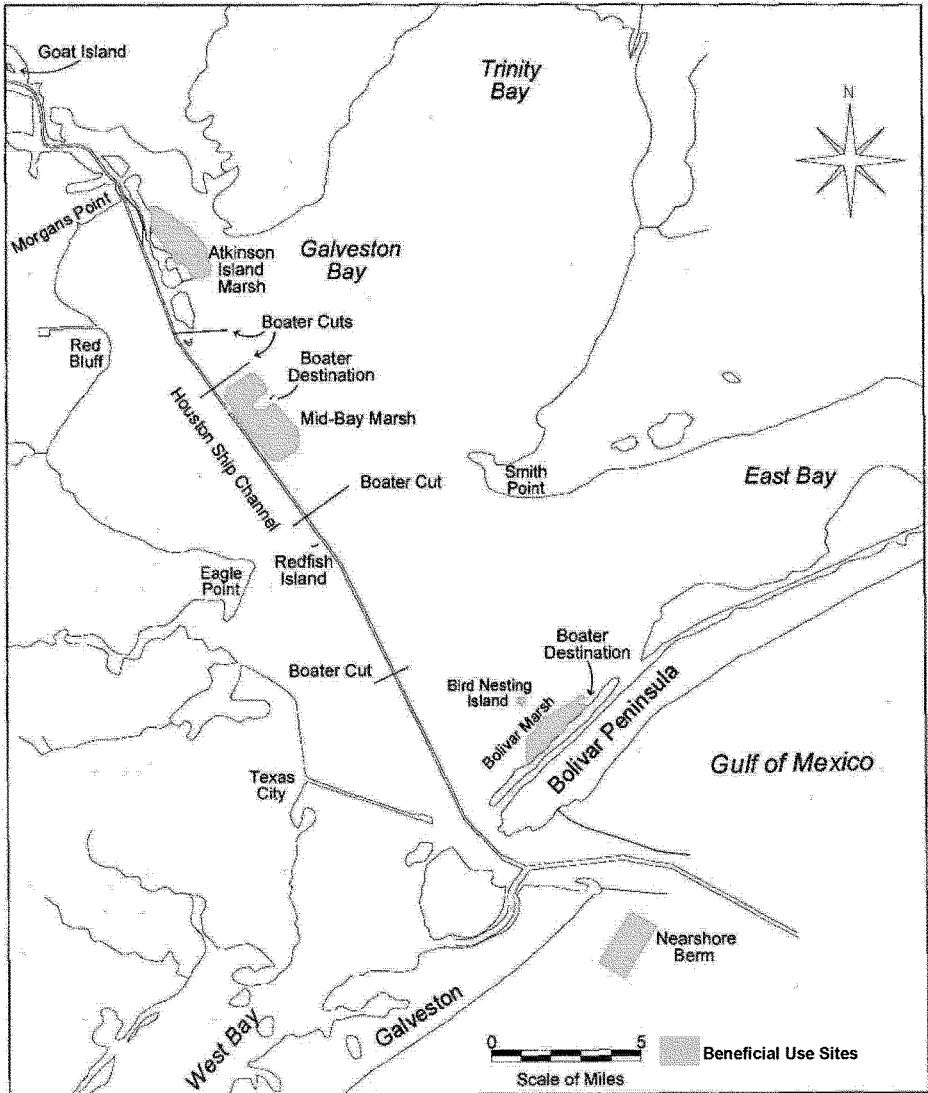 Goat Island
Trinity
Bay
N
Morgans Point
Atkinson
Island
Marsh
Galveston
Bay
Boater Cuts
Red
Bluff
Boater
Destination
Houston Ship Channel
Mid-Bay Marsh
Smith
Point
East Bay
Boater Cut
Redfish
Island
Eagle
Point
Boater
Destination
Boater Cut
Bird Nesting
Island
Bolivar Marsh
Bolivar Peninsula
Gulf of Mexico
Texas
City
Nearshore
Berm
West Bay
Galveston
0 5
Scale of Miles
Beneficial Use Sites